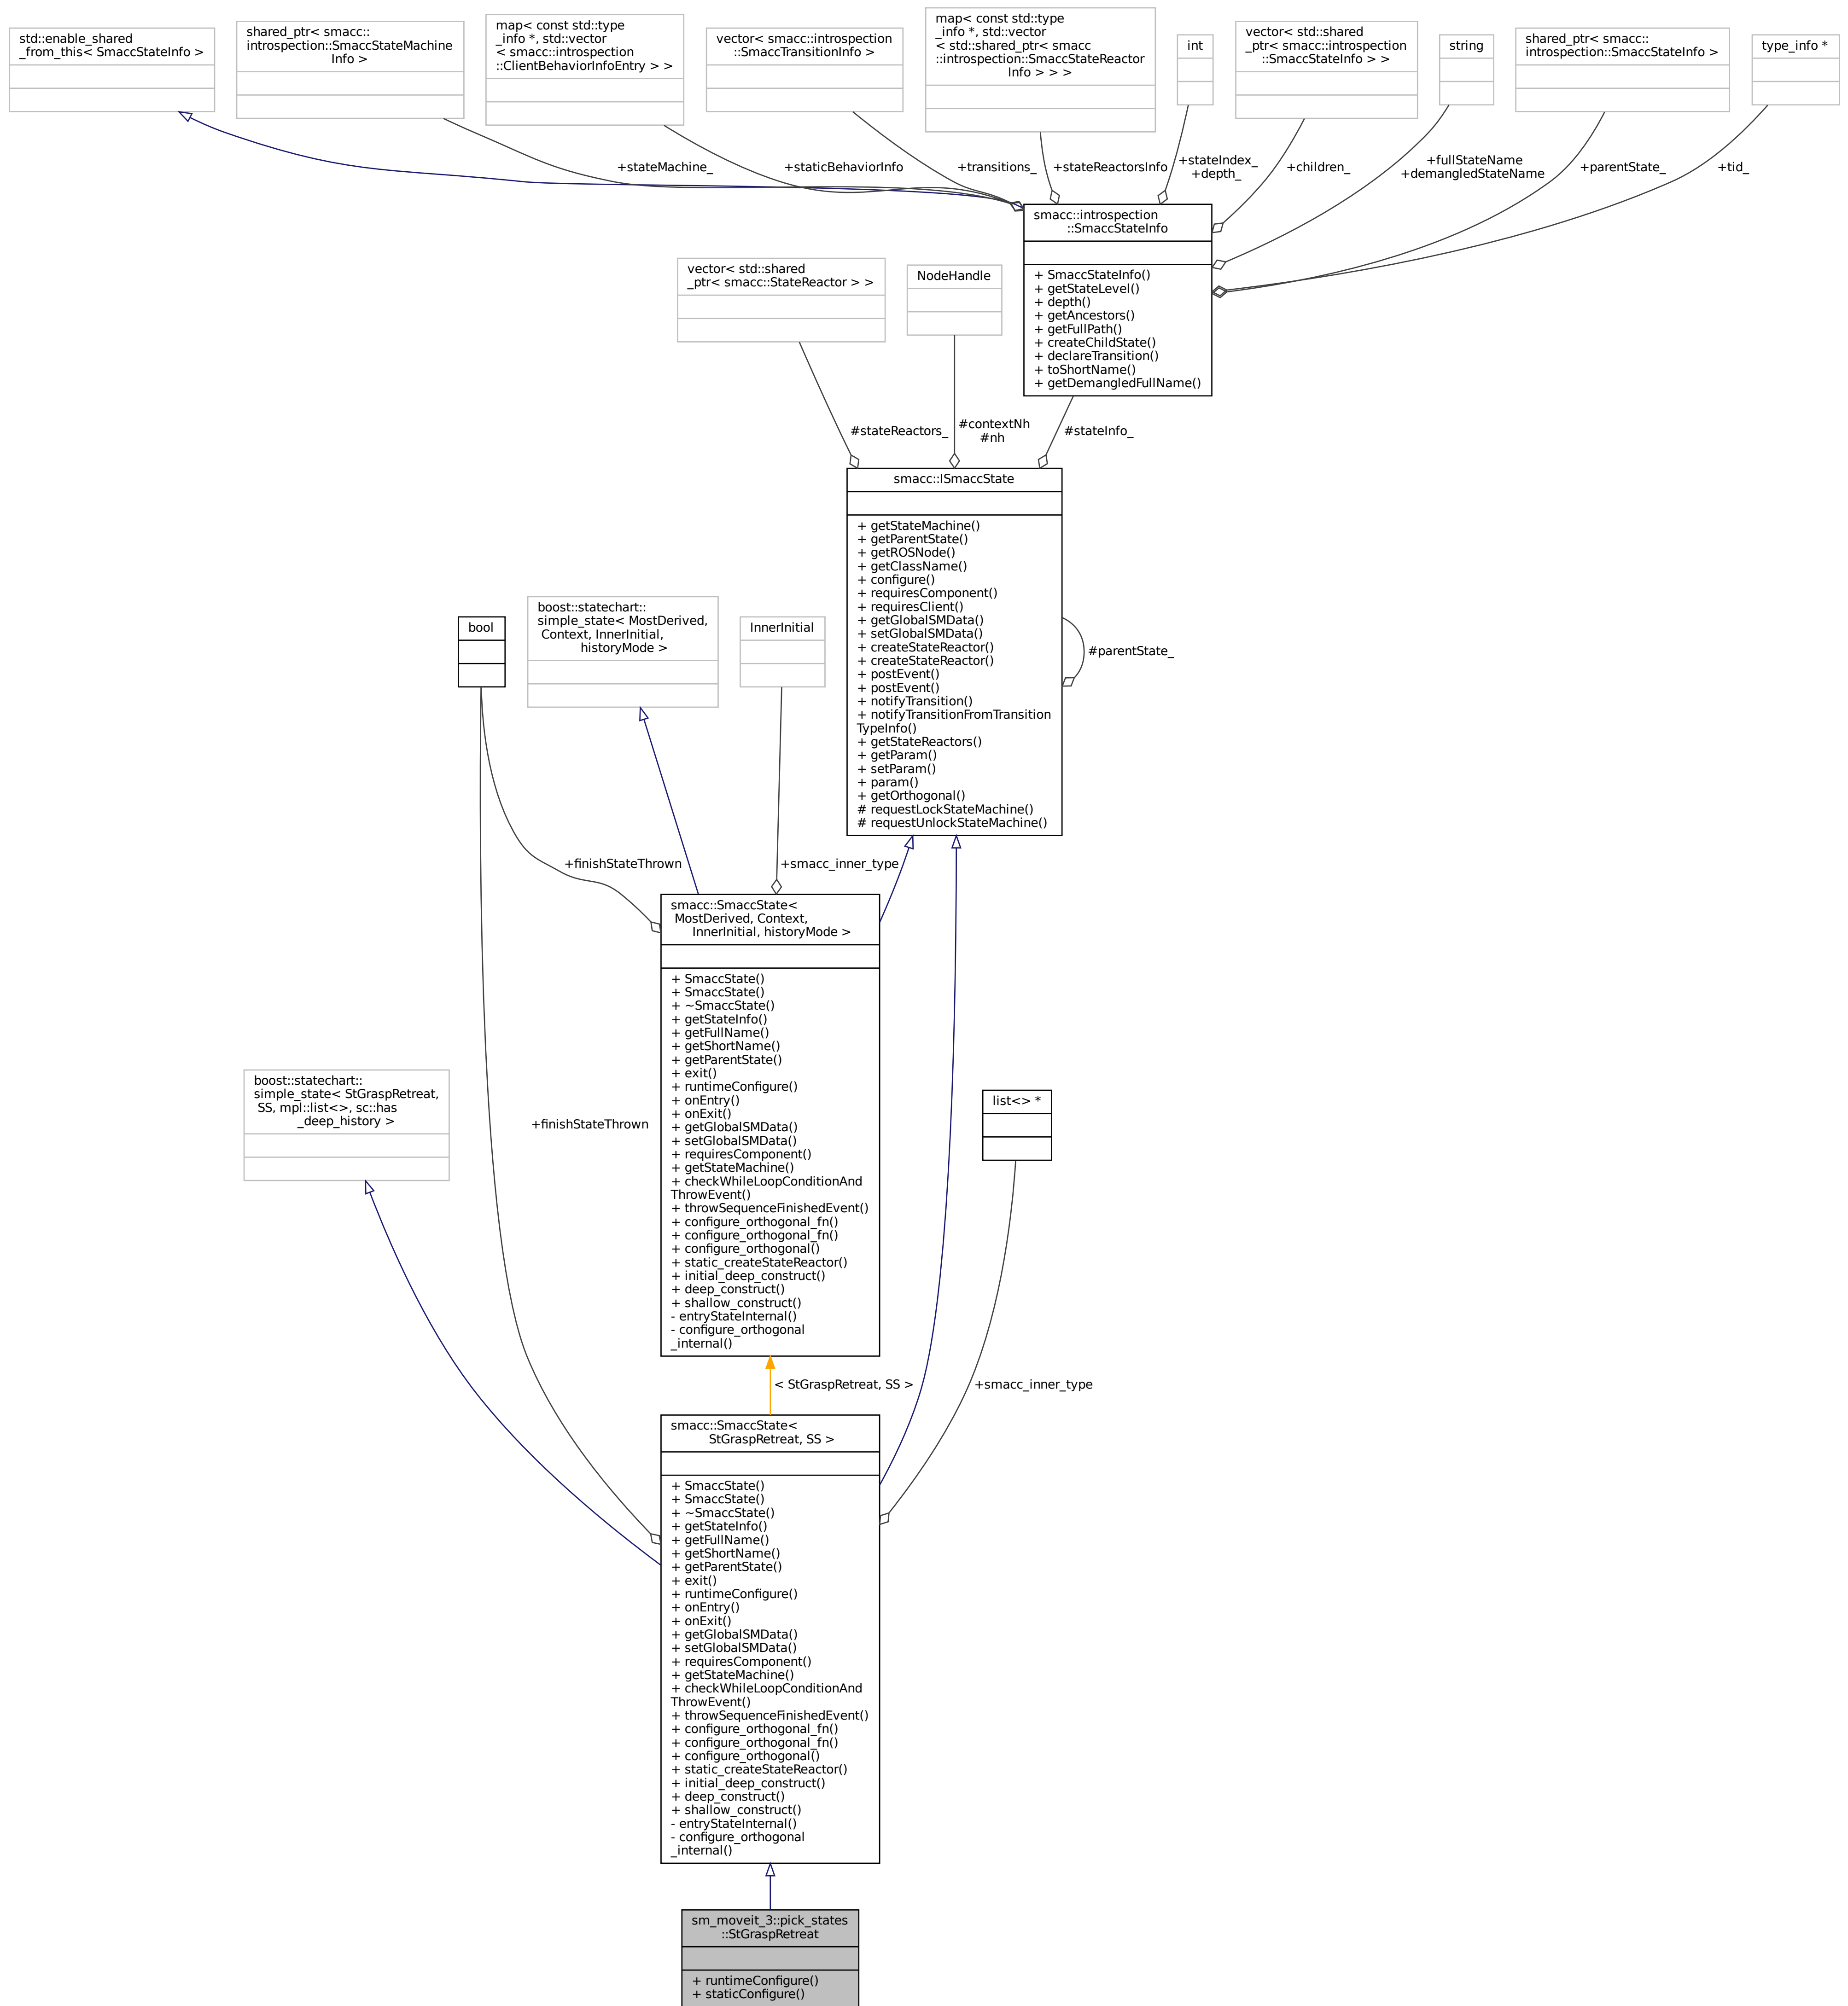 std::enable_shared
_from_this< SmaccStateInfo >
shared_ptr< smacc::
introspection::SmaccStateMachine
Info >
map< const std::type
_info *, std::vector
< smacc::introspection
::ClientBehaviorInfoEntry > >
vector< smacc::introspection
::SmaccTransitionInfo >
map< const std::type
_info *, std::vector
< std::shared_ptr< smacc
::introspection::SmaccStateReactor
Info > > >
int
vector< std::shared
_ptr< smacc::introspection
::SmaccStateInfo > >
string
shared_ptr< smacc::
introspection::SmaccStateInfo >
type_info *
+stateMachine_
+staticBehaviorInfo
+transitions_
+stateReactorsInfo
+stateIndex_
+depth_
+children_
+fullStateName
+demangledStateName
+parentState_
+tid_
smacc::introspection
::SmaccStateInfo
+ SmaccStateInfo()
+ getStateLevel()
+ depth()
+ getAncestors()
+ getFullPath()
+ createChildState()
+ declareTransition()
+ toShortName()
+ getDemangledFullName()
vector< std::shared
_ptr< smacc::StateReactor > >
NodeHandle
#stateReactors_
#contextNh
#nh
#stateInfo_
smacc::ISmaccState
+ getStateMachine()
+ getParentState()
+ getROSNode()
+ getClassName()
+ configure()
+ requiresComponent()
+ requiresClient()
+ getGlobalSMData()
+ setGlobalSMData()
+ createStateReactor()
+ createStateReactor()
+ postEvent()
+ postEvent()
+ notifyTransition()
+ notifyTransitionFromTransition
TypeInfo()
+ getStateReactors()
+ getParam()
+ setParam()
+ param()
+ getOrthogonal()
# requestLockStateMachine()
# requestUnlockStateMachine()
#parentState_
bool
boost::statechart::
simple_state< MostDerived,
Context, InnerInitial,
historyMode >
InnerInitial
+finishStateThrown
+smacc_inner_type
smacc::SmaccState<
MostDerived, Context,
InnerInitial, historyMode >
+ SmaccState()
+ SmaccState()
+ ~SmaccState()
+ getStateInfo()
+ getFullName()
+ getShortName()
+ getParentState()
+ exit()
+ runtimeConfigure()
+ onEntry()
+ onExit()
+ getGlobalSMData()
+ setGlobalSMData()
+ requiresComponent()
+ getStateMachine()
+ checkWhileLoopConditionAnd
ThrowEvent()
+ throwSequenceFinishedEvent()
+ configure_orthogonal_fn()
+ configure_orthogonal_fn()
+ configure_orthogonal()
+ static_createStateReactor()
+ initial_deep_construct()
+ deep_construct()
+ shallow_construct()
- entryStateInternal()
- configure_orthogonal
_internal()
boost::statechart::
simple_state< StGraspRetreat,
SS, mpl::list<>, sc::has
_deep_history >
+finishStateThrown
list<> *
< StGraspRetreat, SS >
+smacc_inner_type
smacc::SmaccState<
StGraspRetreat, SS >
+ SmaccState()
+ SmaccState()
+ ~SmaccState()
+ getStateInfo()
+ getFullName()
+ getShortName()
+ getParentState()
+ exit()
+ runtimeConfigure()
+ onEntry()
+ onExit()
+ getGlobalSMData()
+ setGlobalSMData()
+ requiresComponent()
+ getStateMachine()
+ checkWhileLoopConditionAnd
ThrowEvent()
+ throwSequenceFinishedEvent()
+ configure_orthogonal_fn()
+ configure_orthogonal_fn()
+ configure_orthogonal()
+ static_createStateReactor()
+ initial_deep_construct()
+ deep_construct()
+ shallow_construct()
- entryStateInternal()
- configure_orthogonal
_internal()
sm_moveit_3::pick_states
::StGraspRetreat
+ runtimeConfigure()
+ staticConfigure()